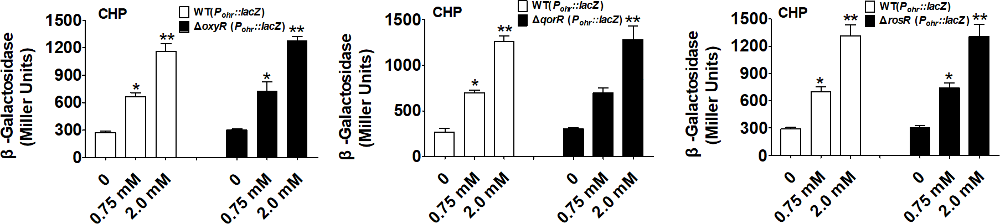 CHP
WT(Pohr::lacZ)
ΔoxyR (Pohr::lacZ)
β -Galactosidase
(Miller Units)
1500
1200
900
600
300
0
*
**
*
**
0
0.75 mM
2.0 mM
0
0.75 mM
2.0 mM
CHP
WT(Pohr::lacZ)
ΔqorR (Pohr::lacZ)
β -Galactosidase
(Miller Units)
1500
1000
500
0
*
**
**
0
0.75 mM
2.0 mM
0
0.75 mM
2.0 mM
CHP
WT(Pohr::lacZ)
ΔrosR (Pohr::lacZ)
β -Galactosidase
(Miller Units)
1500
1200
900
600
300
0
*
**
*
**
0
0.75 mM
2.0 mM
0
0.75 mM
2.0 mM